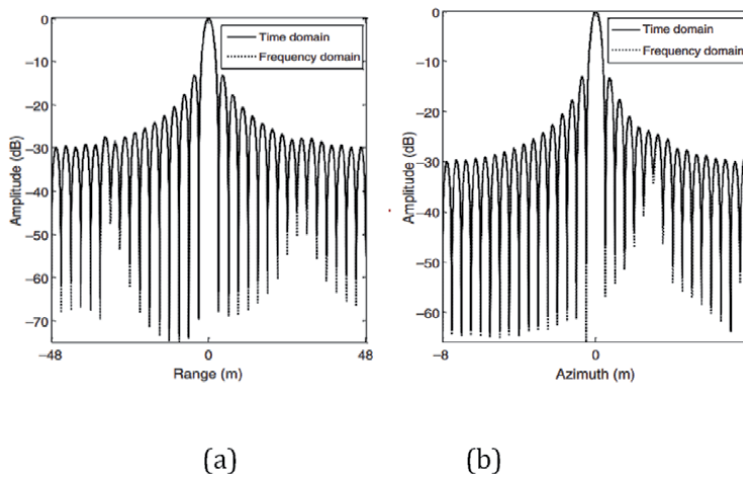 0
-10
-20
-30
-40
-50
-60
-70
Amplitude (dB)
Time domain
Frequency domain
-48
0
48
Range (m)
(a)
0
-10
-20
-30
-40
-50
-60
Amplitude (dB)
Time domain
Frequency domain
-8
0
Azimuth (m)
(b)